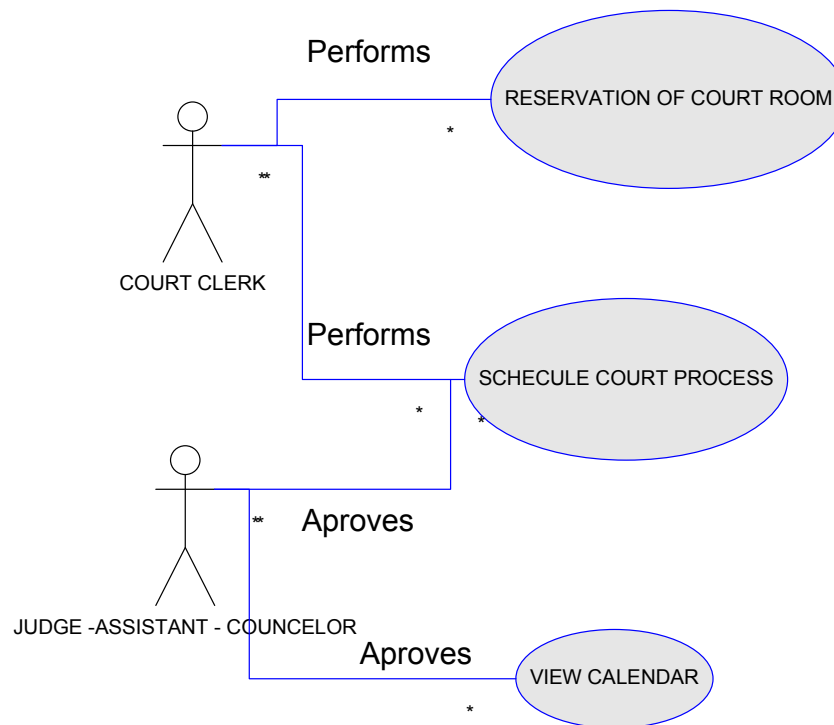 Performs
RESERVATION OF COURT ROOM
*
**
COURT CLERK
Performs
SCHECULE COURT PROCESS
*
*
**
Aproves
JUDGE -ASSISTANT - COUNCELOR
Aproves
VIEW CALENDAR
*